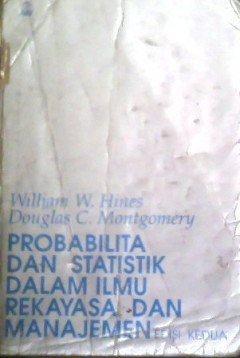 William W. Hines
Douglas C. Montgomery
PROBABILITA
DAN STATISTIK
DALAM ILMU
REKAYASA DAN
MANAJEMEN EDISI KEDUA